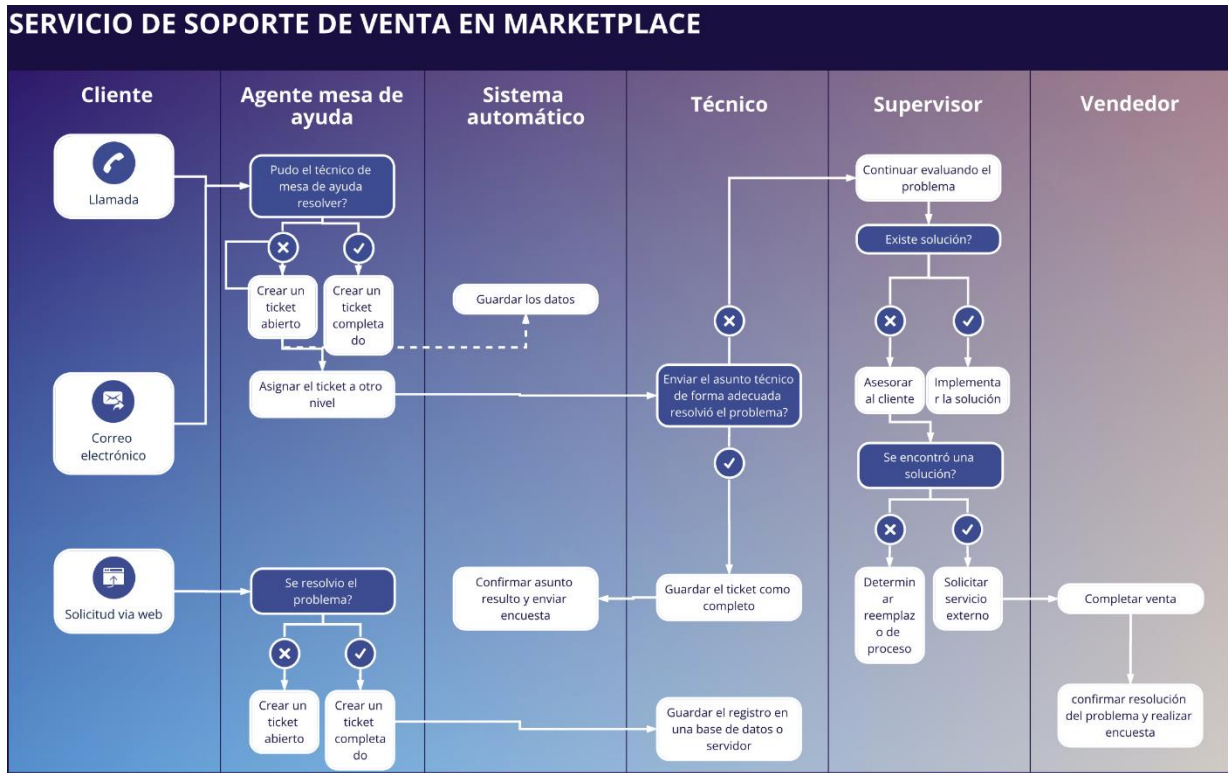 SERVICIO DE SOPORTE DE VENTA EN MARKETPLACE
Cliente
Agente mesa de
ayuda
Sistema
automático
Técnico
Supervisor
Vendedor
Llamada
Correo
electrónico
Solicitud via web
Pudo el técnico de
mesa de ayuda
resolver?
Crear un
ticket
abierto
Crear un
ticket
completa
do
Asignar el ticket a otro
nivel
Se resolvio el
problema?
Crear un
ticket
abierto
Crear un
ticket
completa
do
Guardar los datos
Confirmar asunto
resulto y enviar
encuesta
Enviar el asunto técnico
de forma adecuada
resolvió el problema?
Guardar el ticket como
completo
Guardar el registro en
una base de datos o
servidor
Continuar evaluando el
problema
Existe solución?
Asesorar
al cliente
Implementa
r la solución
Se encontró una
solución?
Determin
ar
reemplaz
o de
proceso
Solicitar
servicio
externo
Completar venta
confirmar resolución
del problema y realizar
encuesta